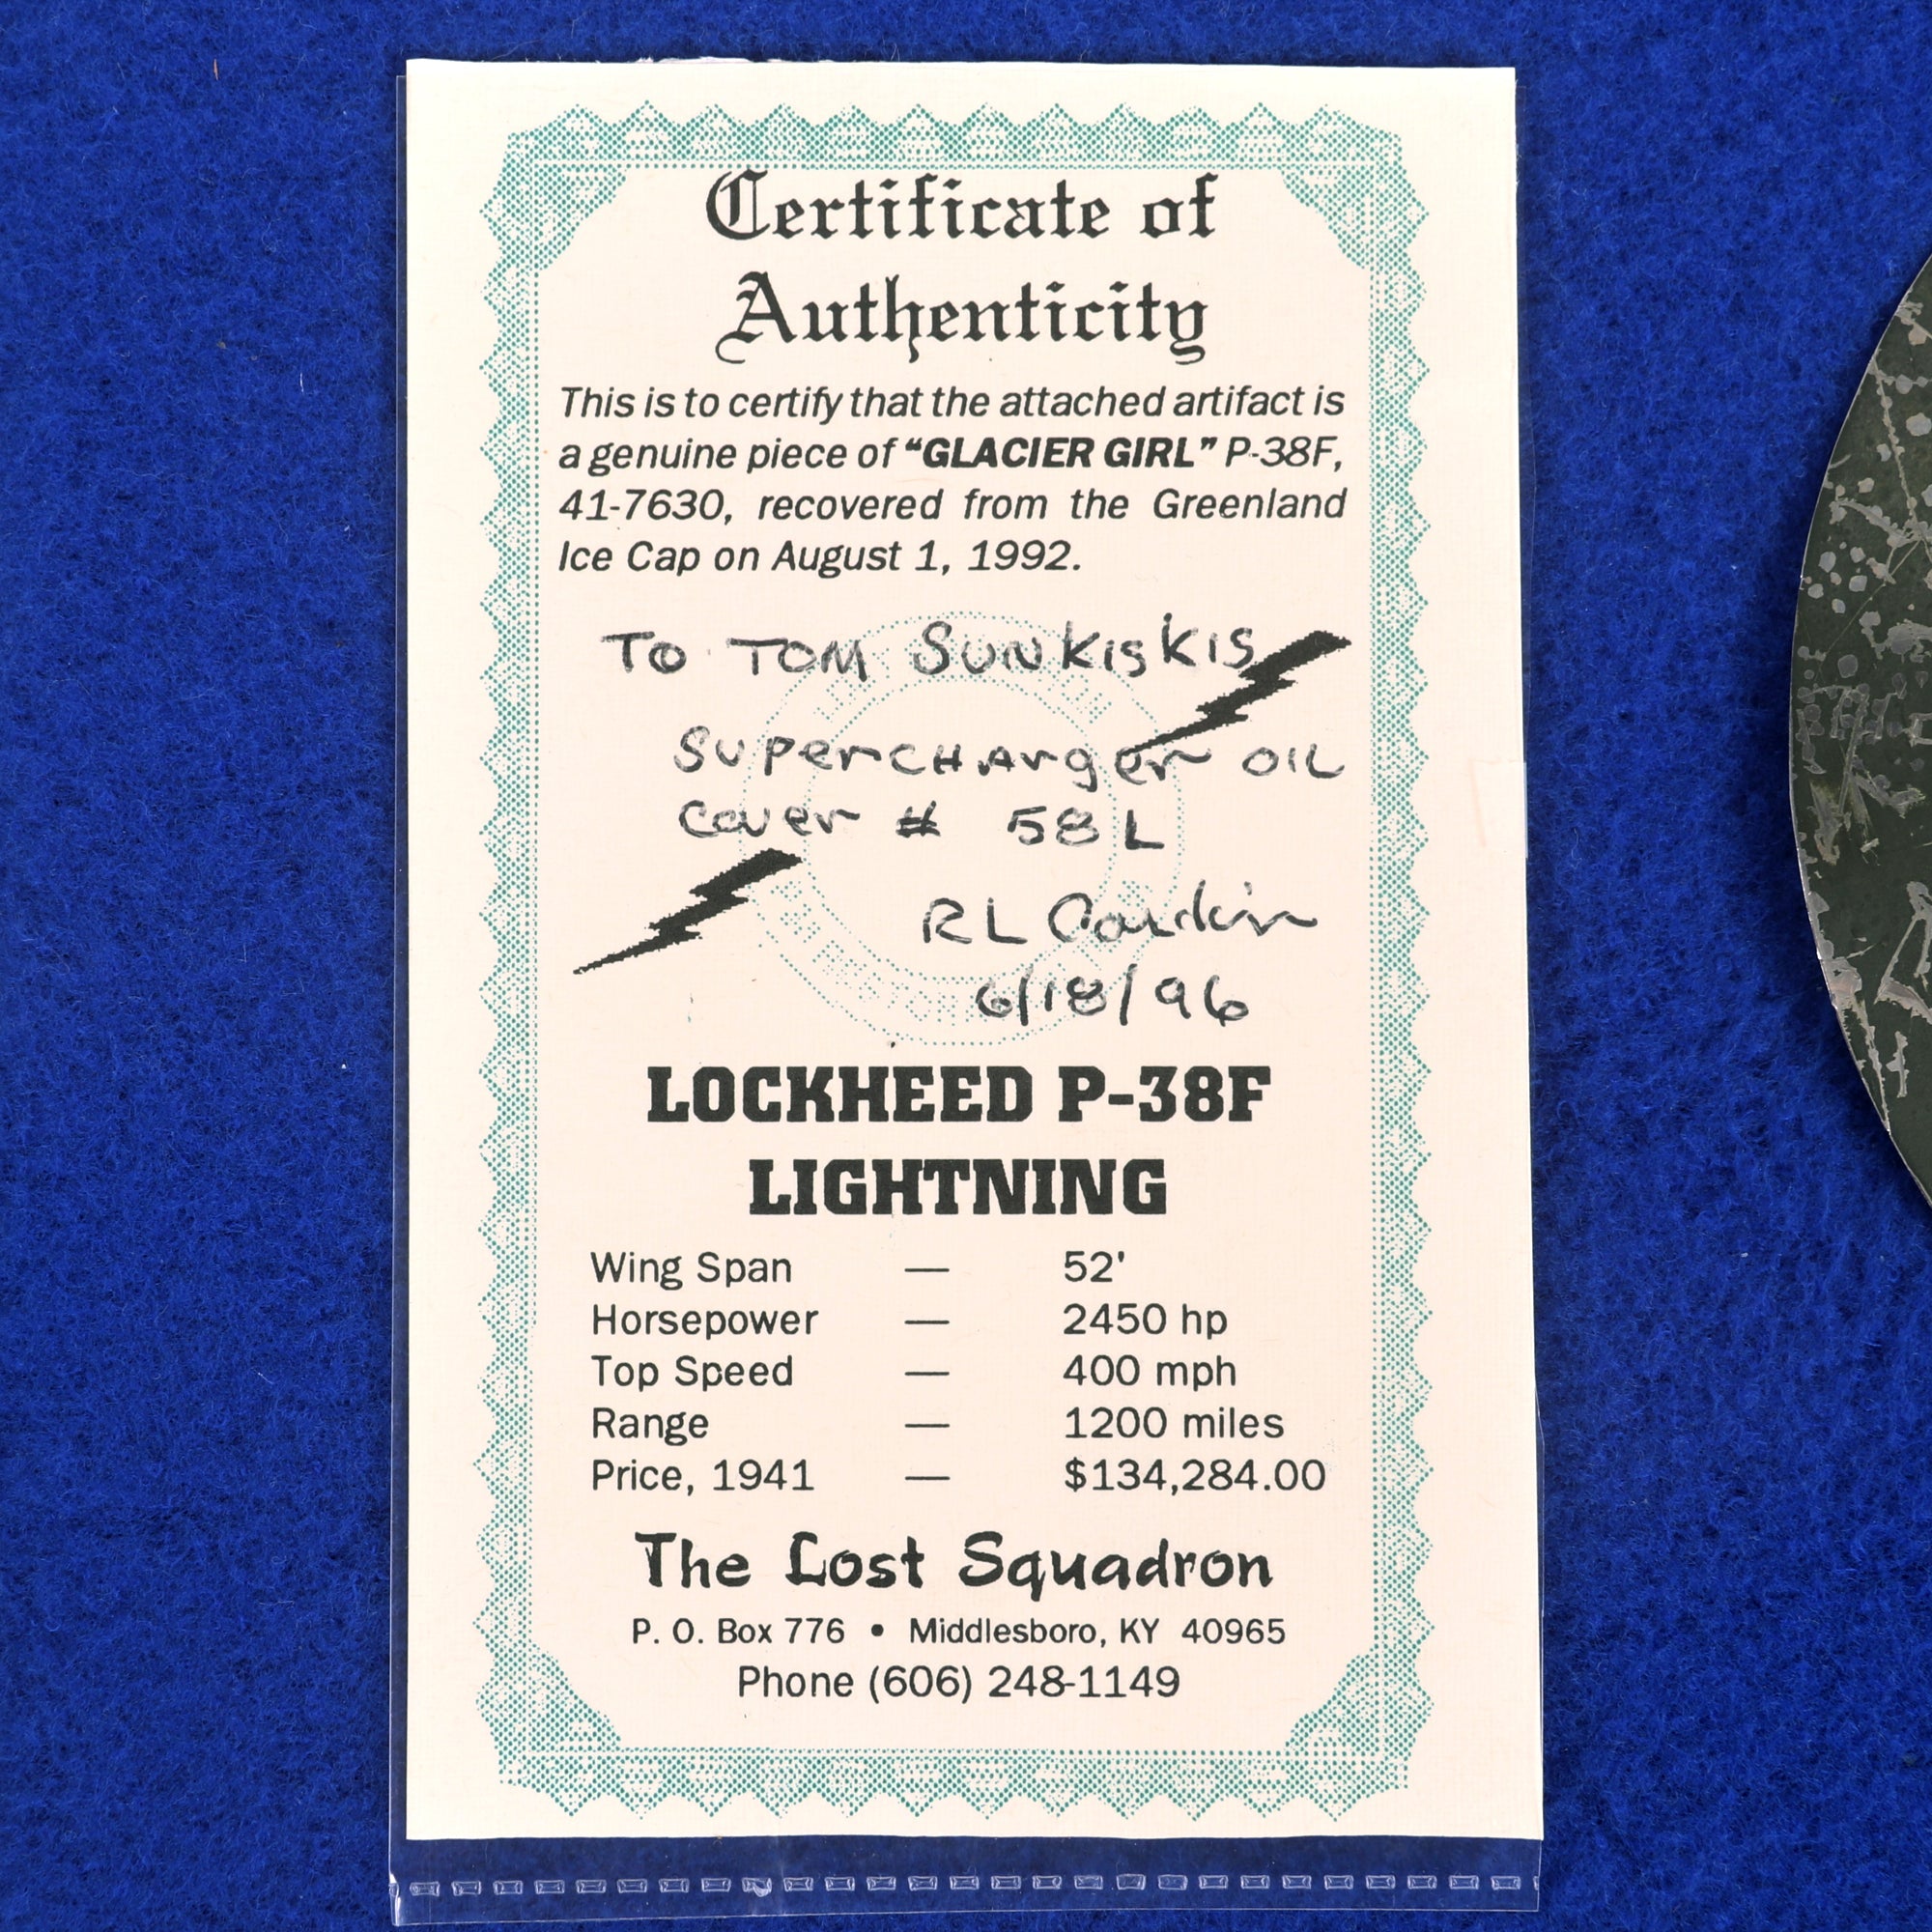 Certificate of
Authenticity
This is to certify that the attached artifact is
a genuine piece of “GLACIER GIRL” P-38F,
41-7630, recovered from the Greenland
Ice Cap on August 1, 1992.
TO TOM SUNKISKIS
SUPERCHARGER OIL
COVER # 58 L
RL Cardin
6/18/96
LOCKHEED P-38F
LIGHTNING
Wing Span — 52'
Horsepower — 2450 hp
Top Speed — 400 mph
Range — 1200 miles
Price, 1941 — $134,284.00
The Lost Squadron
P. O. Box 776 • Middlesboro, KY 40965
Phone (606) 248-1149